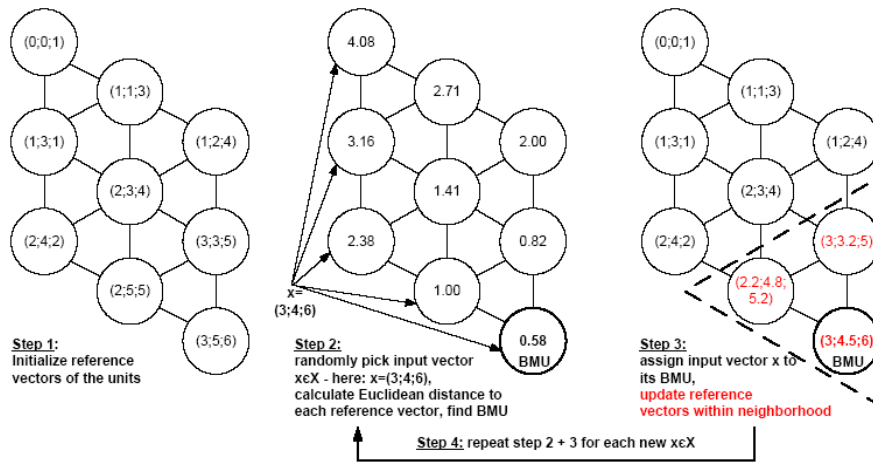 (0;0;1)
(1;1;3)
(1;3;1)
(1;2;4)
(2;3;4)
(2;4;2)
(3;3;5)
(2;5;5)
(3;5;6)
Step 1:
Initialize reference
vectors of the units
4.08
2.71
3.16
2.00
1.41
2.38
0.82
1.00
x=
(3;4;6)
0.58
BMU
Step 2:
randomly pick input vector
xϵX - here: x=(3;4;6),
calculate Euclidean distance to
each reference vector, find BMU
(0;0;1)
(1;1;3)
(1;3;1)
(1;2;4)
(2;3;4)
(2;4;2)
(3;3.2;5)
(2.2;4.8;
5.2)
(3;4.5;6)
BMU
Step 3:
assign input vector x to
its BMU,
update reference
vectors within neighborhood
Step 4: repeat step 2 + 3 for each new xϵX